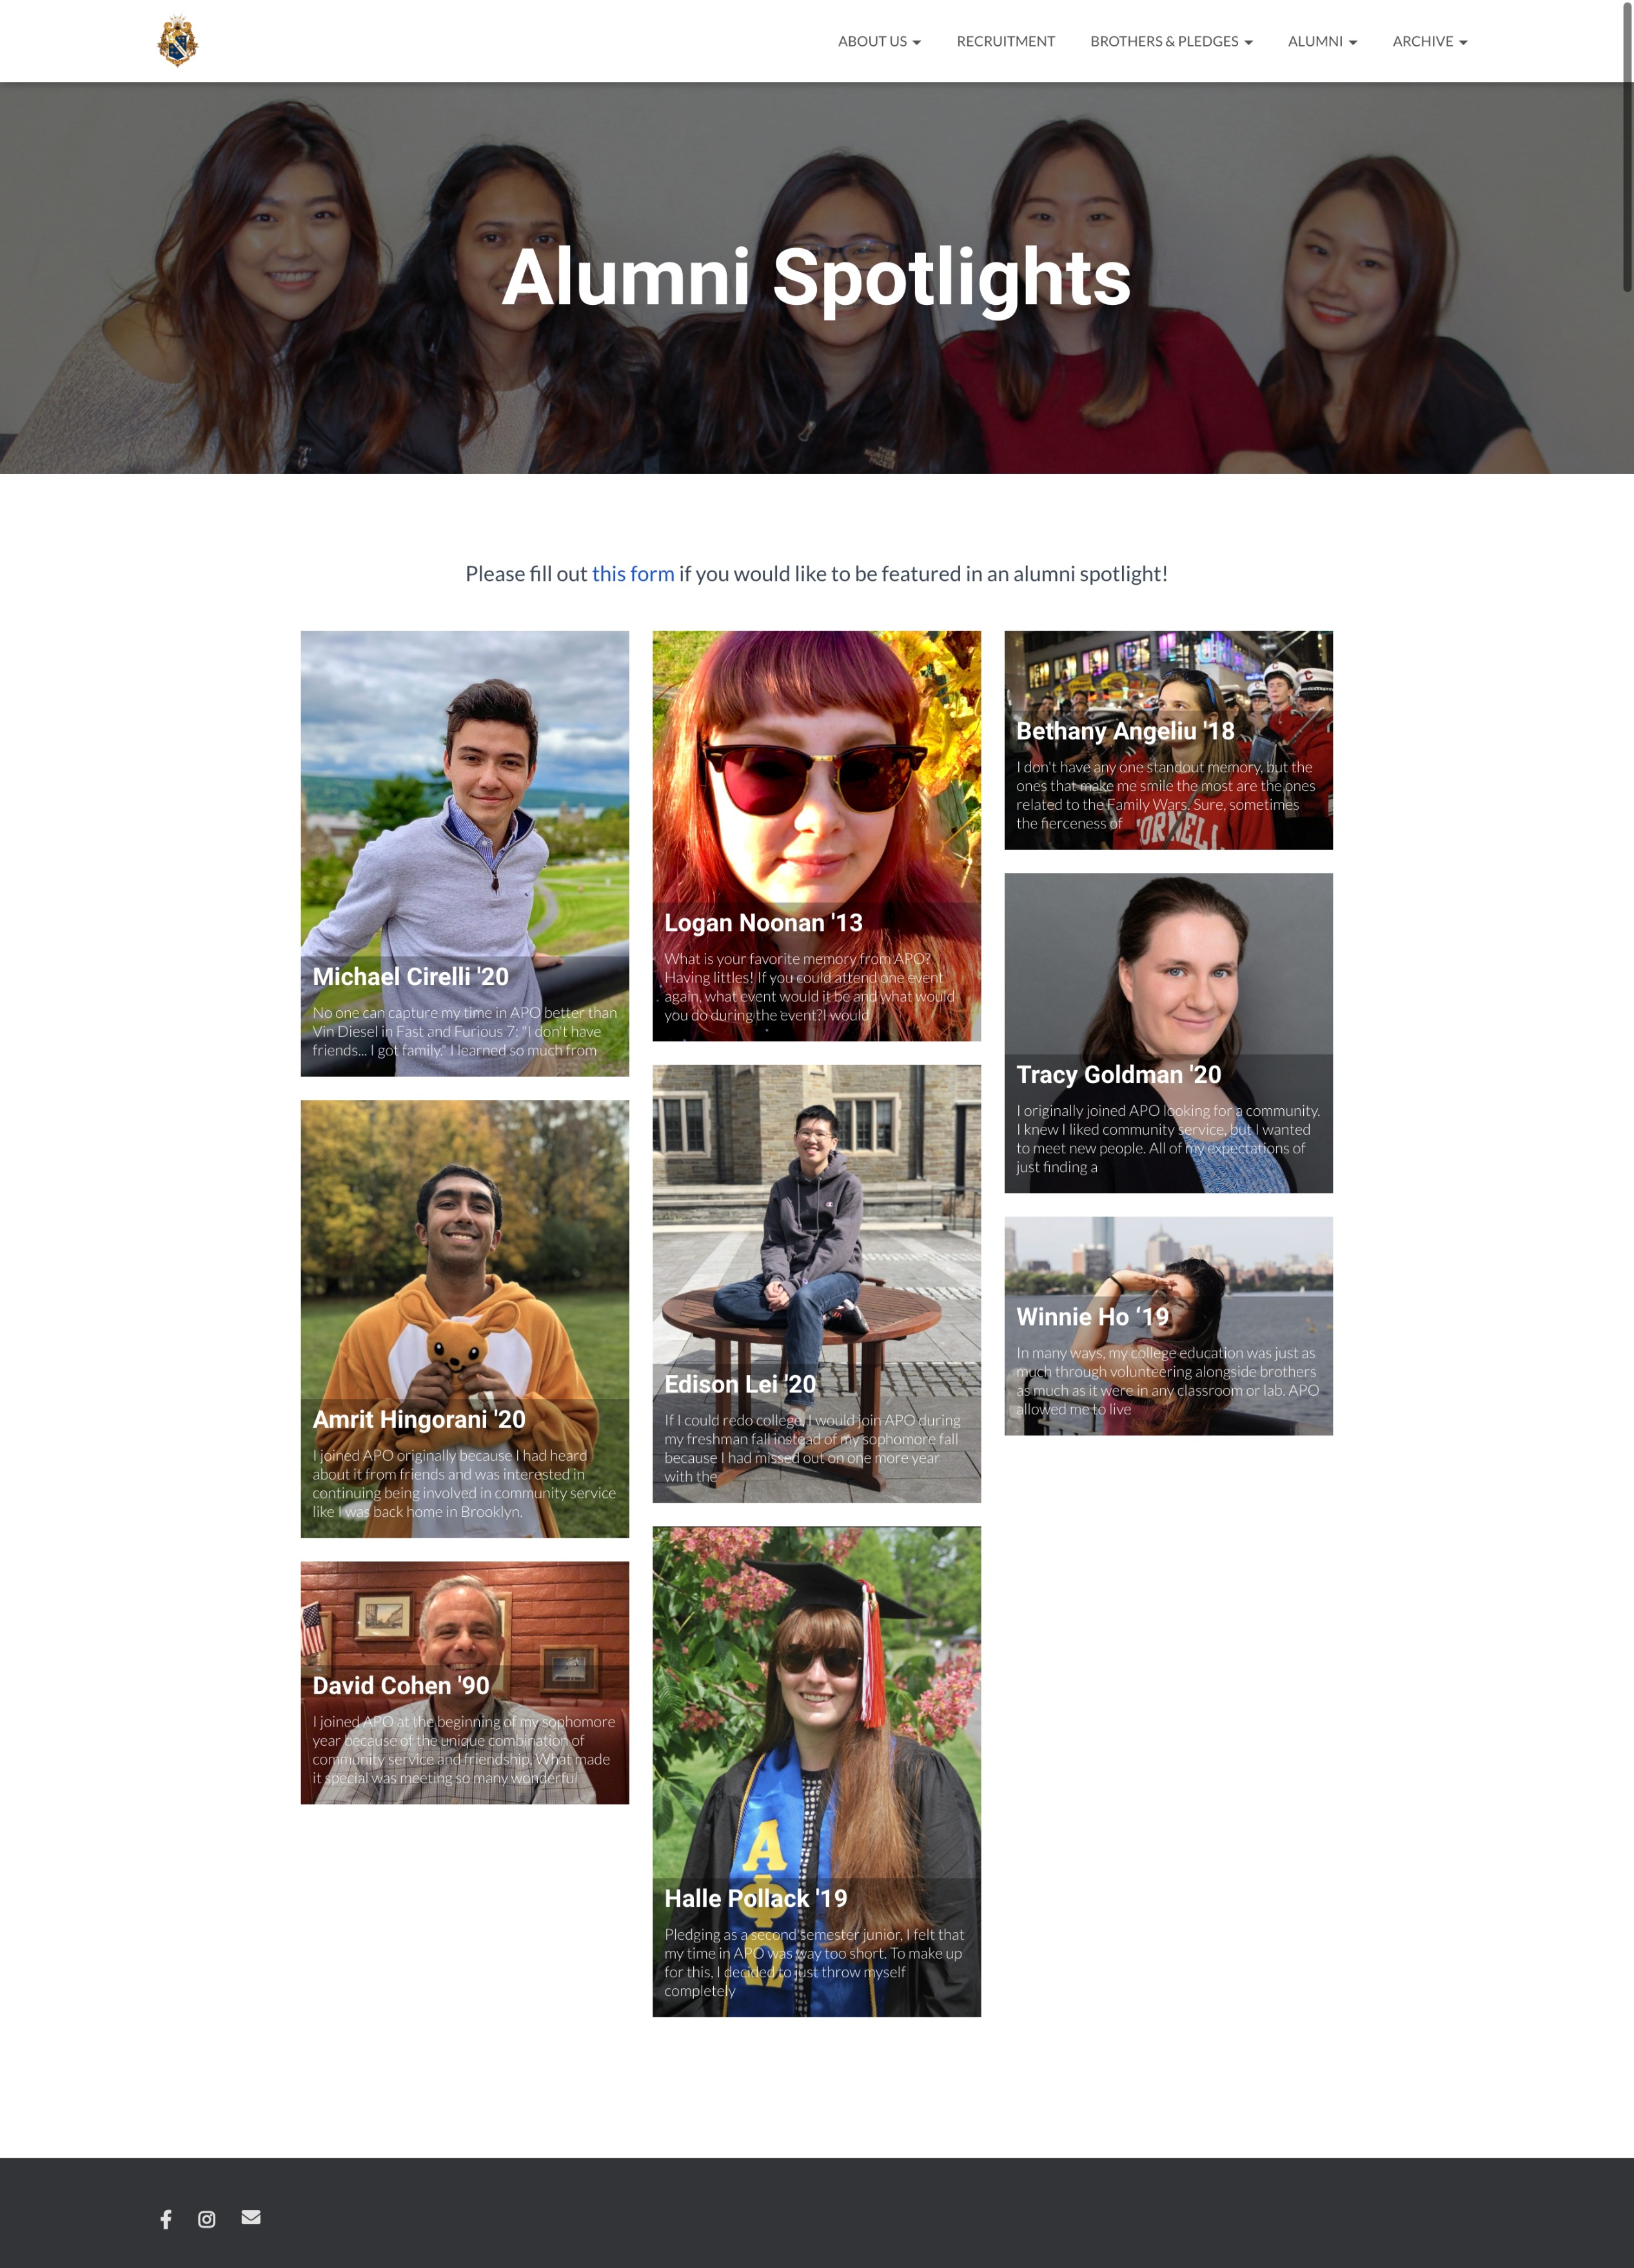 ABOUT US
RECRUITMENT
BROTHERS & PLEDGES
ALUMNI
ARCHIVE
Alumni Spotlights
Please fill out this form if you would like to be featured in an alumni spotlight!
Michael Cirelli '20
No one can capture my time in APO better than
Vin Diesel in Fast and Furious 7: "I don't have
friends... I got family." I learned so much from
Amrit Hingorani '20
I joined APO originally because I had heard
about it from friends and was interested in
continuing being involved in community service
like I was back home in Brooklyn.
David Cohen '90
I joined APO at the beginning of my sophomore
year because of the unique combination of
community service and friendship. What made
it special was meeting so many wonderful
Logan Noonan '13
What is your favorite memory from APO?
Having littles! If you could attend one event
again, what event would it be and what would
you do during the event?I would
Edison Lei '20
If I could redo college, I would join APO during
my freshman fall instead of my sophomore fall
because I had missed out on one more year
with the
Halle Pollack '19
Pledging as a second semester junior, I felt that
my time in APO was way too short. To make up
for this, I decided to just throw myself
completely
ΑΦΩ
Bethany Angeliu '18
I don't have any one standout memory, but the
ones that make me smile the most are the ones
related to the Family Wars. Sure, sometimes
the fierceness of
CORNELL
Tracy Goldman '20
I originally joined APO looking for a community.
I knew I liked community service, but I wanted
to meet new people. All of my expectations of
just finding a
Winnie Ho ‘19
In many ways, my college education was just as
much through volunteering alongside brothers
as much as it were in any classroom or lab. APO
allowed me to live